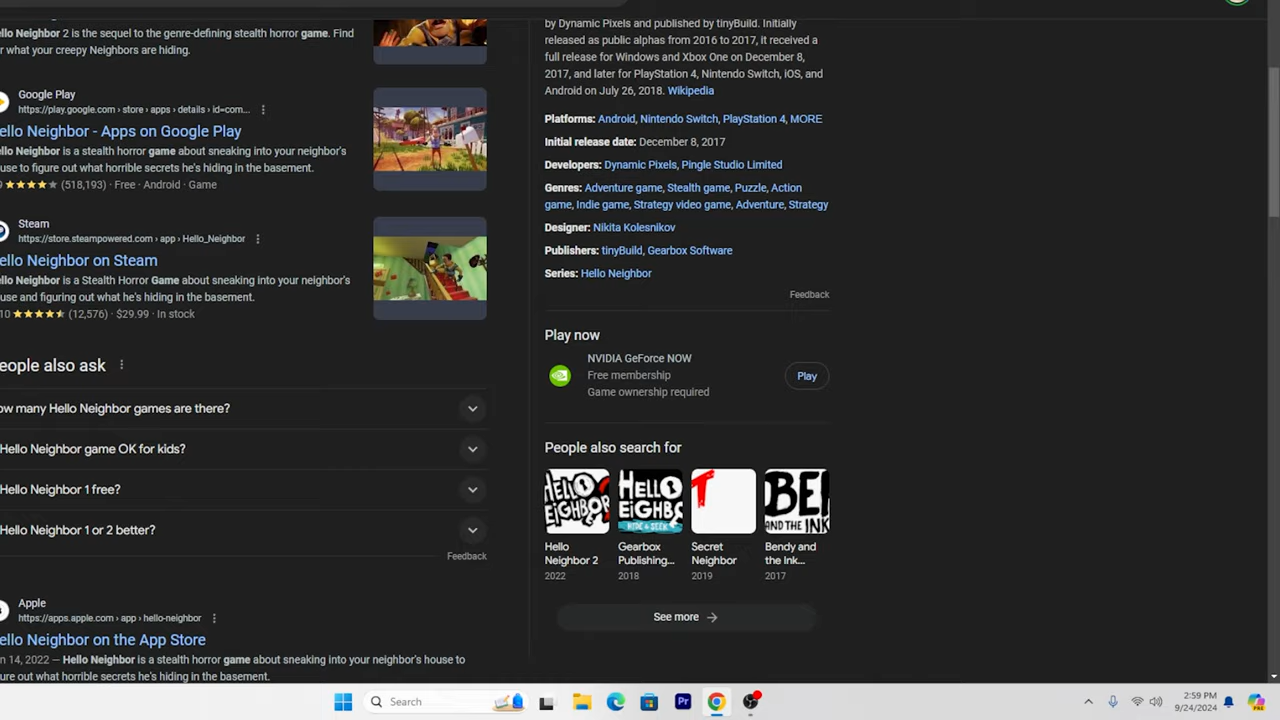 ello Neighbor 2 is the sequel to the genre-defining stealth horror game. Find
r what your creepy Neighbors are hiding.
Google Play
https://play.google.com › store › apps › details › id=com...
ello Neighbor - Apps on Google Play
ello Neighbor is a stealth horror game about sneaking into your neighbor's
use to figure out what horrible secrets he's hiding in the basement.
(518,193) · Free · Android · Game
Steam
https://store.steampowered.com › app › Hello_Neighbor
ello Neighbor on Steam
ello Neighbor is a Stealth Horror Game about sneaking into your neighbor's
use and figuring out what he's hiding in the basement.
10 (12,576) · $29.99 · In stock
eople also ask
ow many Hello Neighbor games are there?
Hello Neighbor game OK for kids?
Hello Neighbor 1 free?
Hello Neighbor 1 or 2 better?
Feedback
Apple
https://apps.apple.com › app › hello-neighbor
ello Neighbor on the App Store
n 14, 2022 — Hello Neighbor is a stealth horror game about sneaking into your neighbor's house to
ure out what horrible secrets he's hiding in the basement.
by Dynamic Pixels and published by tinyBuild. Initially
released as public alphas from 2016 to 2017, it received a
full release for Windows and Xbox One on December 8,
2017, and later for PlayStation 4, Nintendo Switch, iOS, and
Android on July 26, 2018. Wikipedia
Platforms: Android, Nintendo Switch, PlayStation 4, MORE
Initial release date: December 8, 2017
Developers: Dynamic Pixels, Pingle Studio Limited
Genres: Adventure game, Stealth game, Puzzle, Action
game, Indie game, Strategy video game, Adventure, Strategy
Designer: Nikita Kolesnikov
Publishers: tinyBuild, Gearbox Software
Series: Hello Neighbor
Feedback
Play now
NVIDIA GeForce NOW
Free membership
Game ownership required
Play
People also search for
HELLO NEIGHBOR
HELLO NEIGHBO HIDE & SEEK
T
BEN AND THE INK
Hello
Neighbor 2
2022
Gearbox
Publishing...
2018
Secret
Neighbor
2019
Bendy and
the Ink...
2017
See more
Search
Pr
2:59 PM
9/24/2024